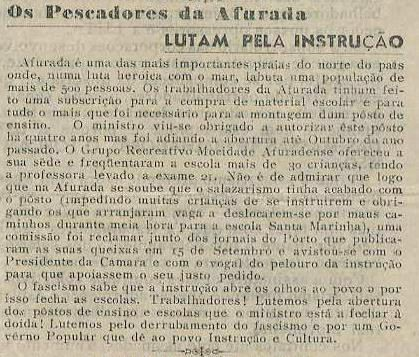 Os Pescadores da Afurada
LUTAM PELA INSTRUÇÃO
Afurada é uma das mais importantes praias do norte do país
onde, numa luta heroica com o mar, labuta uma população de
mais de 500 pessoas. Os trabalhadores da Afurada tinham fei-
to uma subscrição para a compra de material escolar e para
tudo o mais que foi necessário para a montagem dum pôsto de
ensino. O ministro viu-se obrigado a autorizar êste pôsto
há quatro anos mas foi adiando a abertura até Outubro do ano
passado. O Grupo Recreativo Mocidade Afuradense ofereceu a
sua séde e freqüentaram a escola mais de 30 crianças, tendo
a professora levado a exame 21. Não é de admirar que logo
que na Afurada se soube que o salazarismo tinha acabado com
o pôsto (impedindo muitas crianças de se instruirem e obri-
gando os que arranjaram vaga a deslocarem-se por maus ca-
minhos durante meia hora para a escola Santa Marinha), uma
comissão foi reclamar junto dos jornais do Porto que publica-
ram as suas queixas em 15 de Setembro e avistou-se com o
Presidente da Câmara e com o vogal do pelouro da instrução
para que apoiassem o seu justo pedido.
O fascismo sabe que a instrução abre os olhos ao povo e por
isso fecha as escolas. Trabalhadores! Lutemos pela abertura
dos pôstos de ensino e escolas que o ministro está a fechar á
doida! Lutemos pelo derrubamento do fascismo e por um Go-
vêrno Popular que dê ao povo Instrução e Cultura.